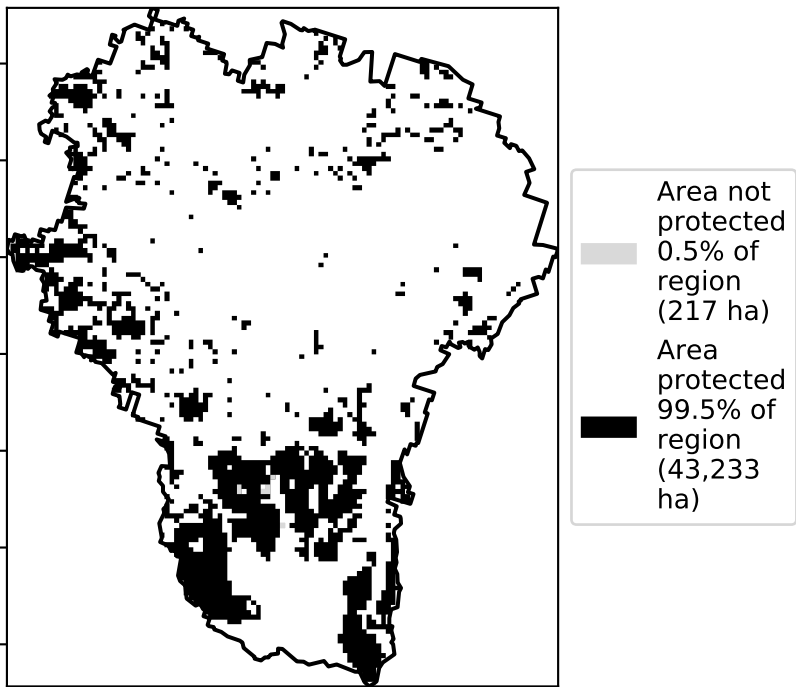 Area not
protected
0.5% of
region
(217 ha)
Area
protected
99.5% of
region
(43,233
ha)